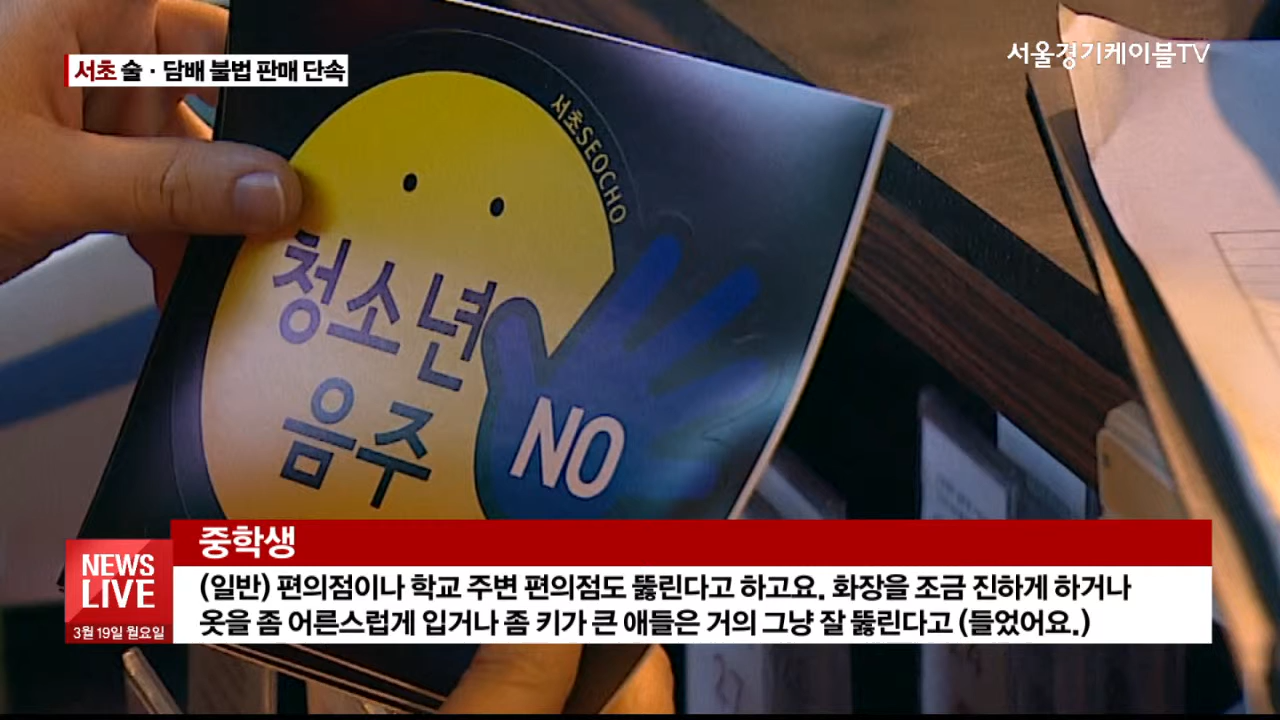 서초 술·담배 불법 판매 단속
서울경기케이블TV
서초SEOCHO
청소년
음주
NO
중학생
NEWS
LIVE
3월 19일 월요일
(일반) 편의점이나 학교 주변 편의점도 뚫린다고 하고요. 화장을 조금 진하게 하거나
옷을 좀 어른스럽게 입거나 좀 키가 큰 애들은 거의 그냥 잘 뚫린다고 (들었어요.)